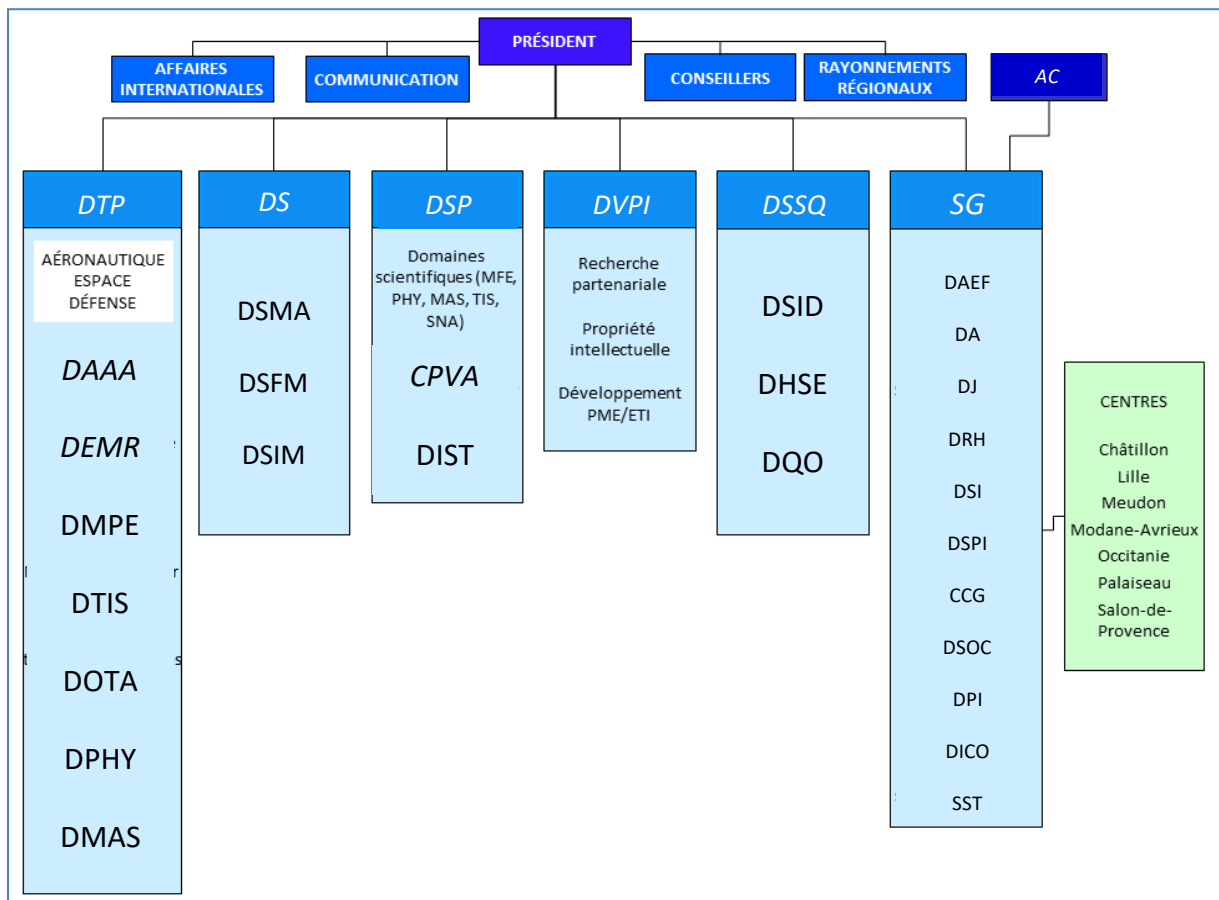 PRÉSIDENT
AFFAIRES
INTERNATIONALES
COMMUNICATION
CONSEILLERS
RAYONNEMENTS
RÉGIONAUX
AC
DTP
AÉRONAUTIQUE
ESPACE
DÉFENSE
DAAA
DEMR
DMPE
DTIS
DOTA
DPHY
DMAS
DS
DSMA
DSFM
DSIM
DSP
Domaines
scientifiques (MFE,
PHY, MAS, TIS,
SNA)
CPVA
DIST
DVPI
Recherche
partenariale
Propriété
intellectuelle
Développement
PME/ETI
DSSQ
DSID
DHSE
DQO
SG
DAEF
DA
DJ
DRH
DSI
DSPI
CCG
DSOC
DPI
DICO
SST
CENTRES
Châtillon
Lille
Meudon
Modane-Avrieux
Occitanie
Palaiseau
Salon-de-
Provence